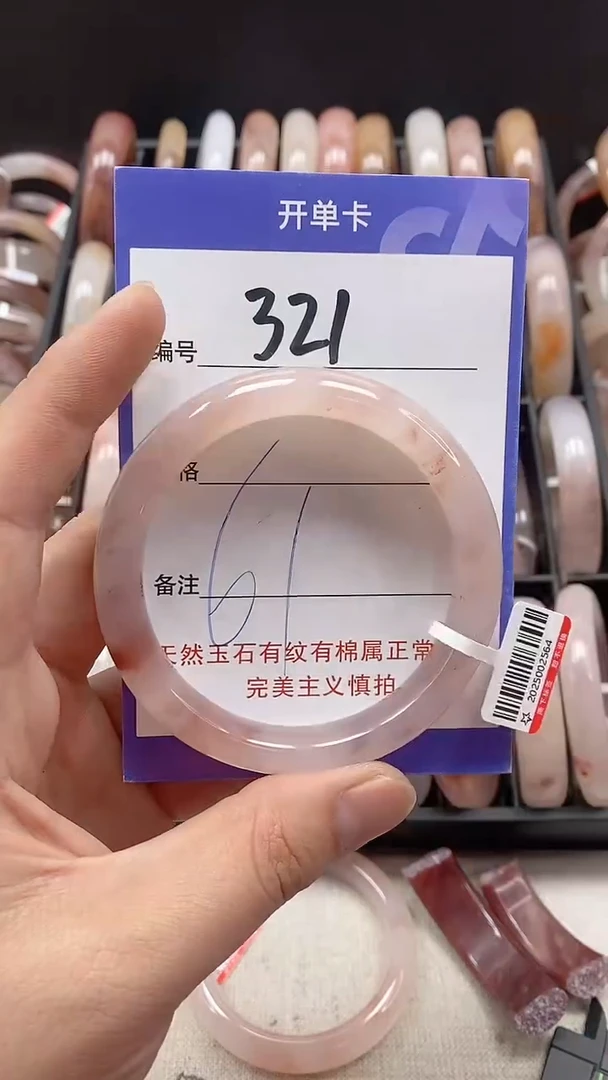 开单卡
编号 321
格
61
备注
天然玉石有纹有棉属正常
完美主义慎拍
2025002564